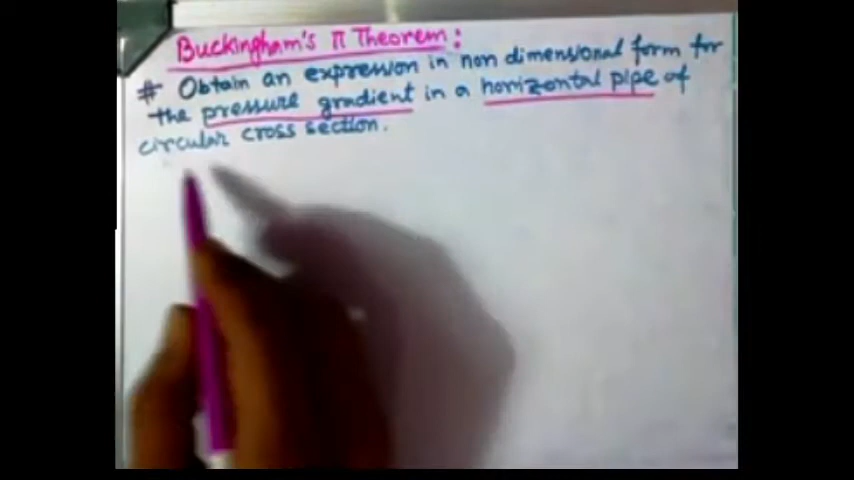 Buckingham's π Theorem:
# Obtain an expression in non dimensional form for
the pressure gradient in a horizontal pipe of
circular cross section.